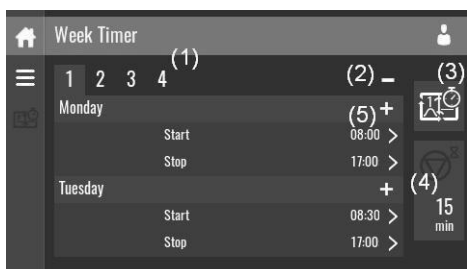 Week Timer
(1)
1 2 3 4 (2) (3)
Monday (5) +
Start 08:00 >
Stop 17:00 >
Tuesday + (4)
Start 08:30 >
Stop 17:00 >
15
min